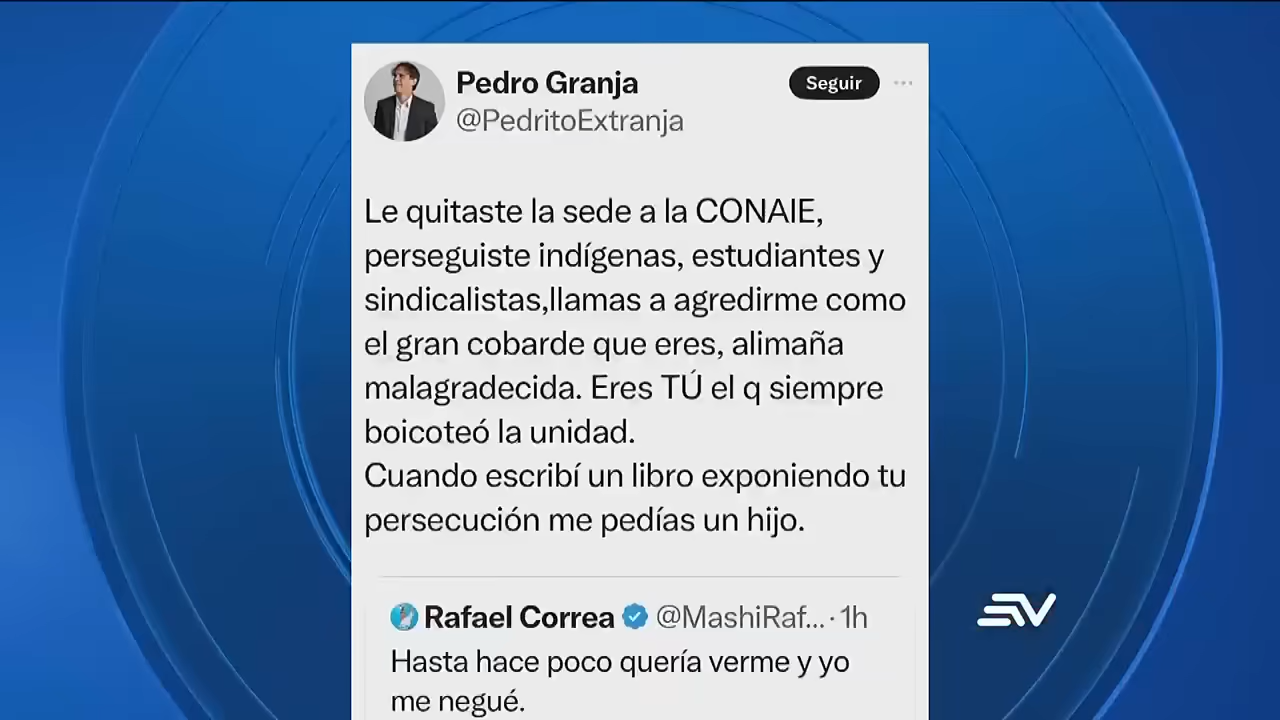 Pedro Granja
Seguir
@PedritoExtranja
Le quitaste la sede a la CONAIE,
perseguiste indígenas, estudiantes y
sindicalistas,llamas a agredirme como
el gran cobarde que eres, alimaña
malagradecida. Eres TÚ el q siempre
boicoteó la unidad.
Cuando escribí un libro exponiendo tu
persecución me pedías un hijo.
Rafael Correa @MashiRaf... · 1h
Hasta hace poco quería verme y yo
me negué.